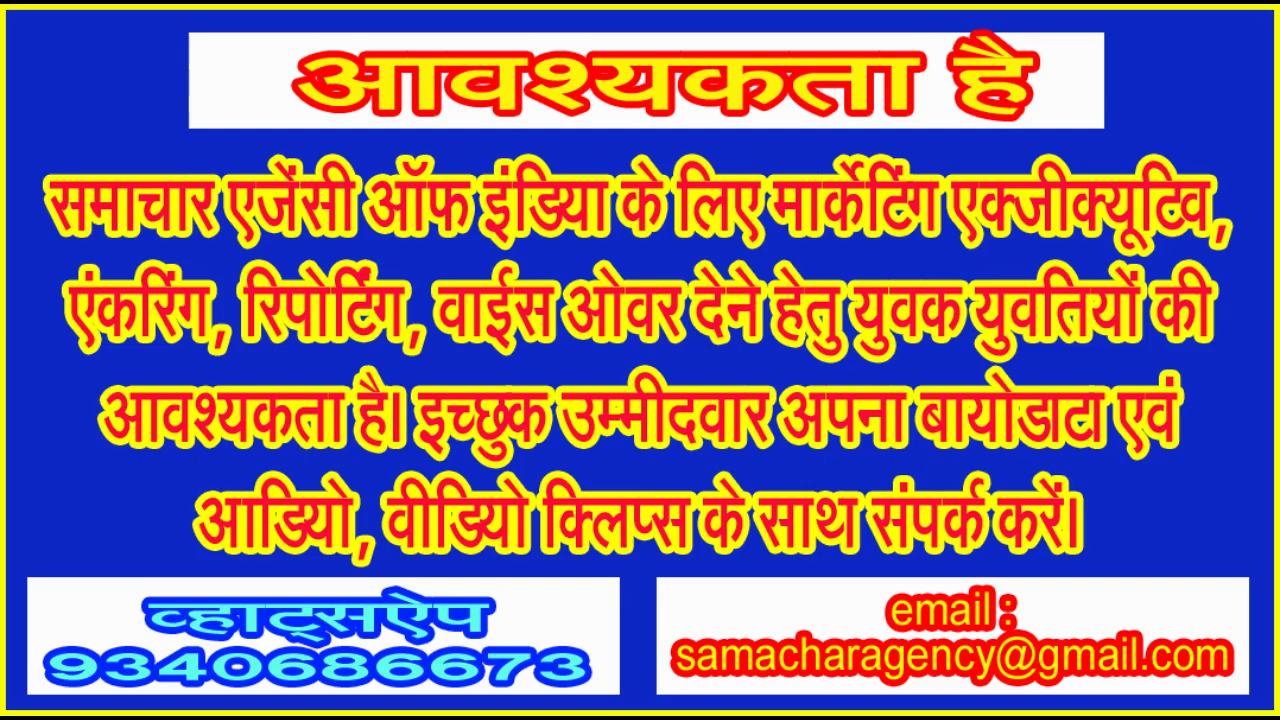 आवश्यकता है
समाचार एजेंसी ऑफ इंडिया के लिए मार्केटिंग एक्जीक्यूटिव,
एंकरिंग, रिपोर्टिंग, वाईस ओवर देने हेतु युवक युवतियों की
आवश्यकता है। इच्छुक उम्मीदवार अपना बायोडाटा एवं
आडियो, वीडियो क्लिप्स के साथ संपर्क करें।
व्हाट्सऐप
9340686673
email :
samacharagency@gmail.com